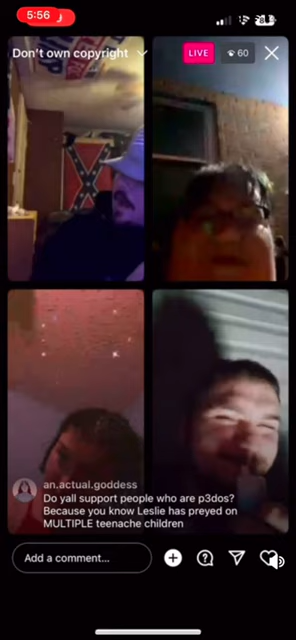 5:56
Don't own copyright
LIVE
60
an.actual.goddess
Do yall support people who are p3dos?
Because you know Leslie has preyed on
MULTIPLE teenache children
Add a comment...